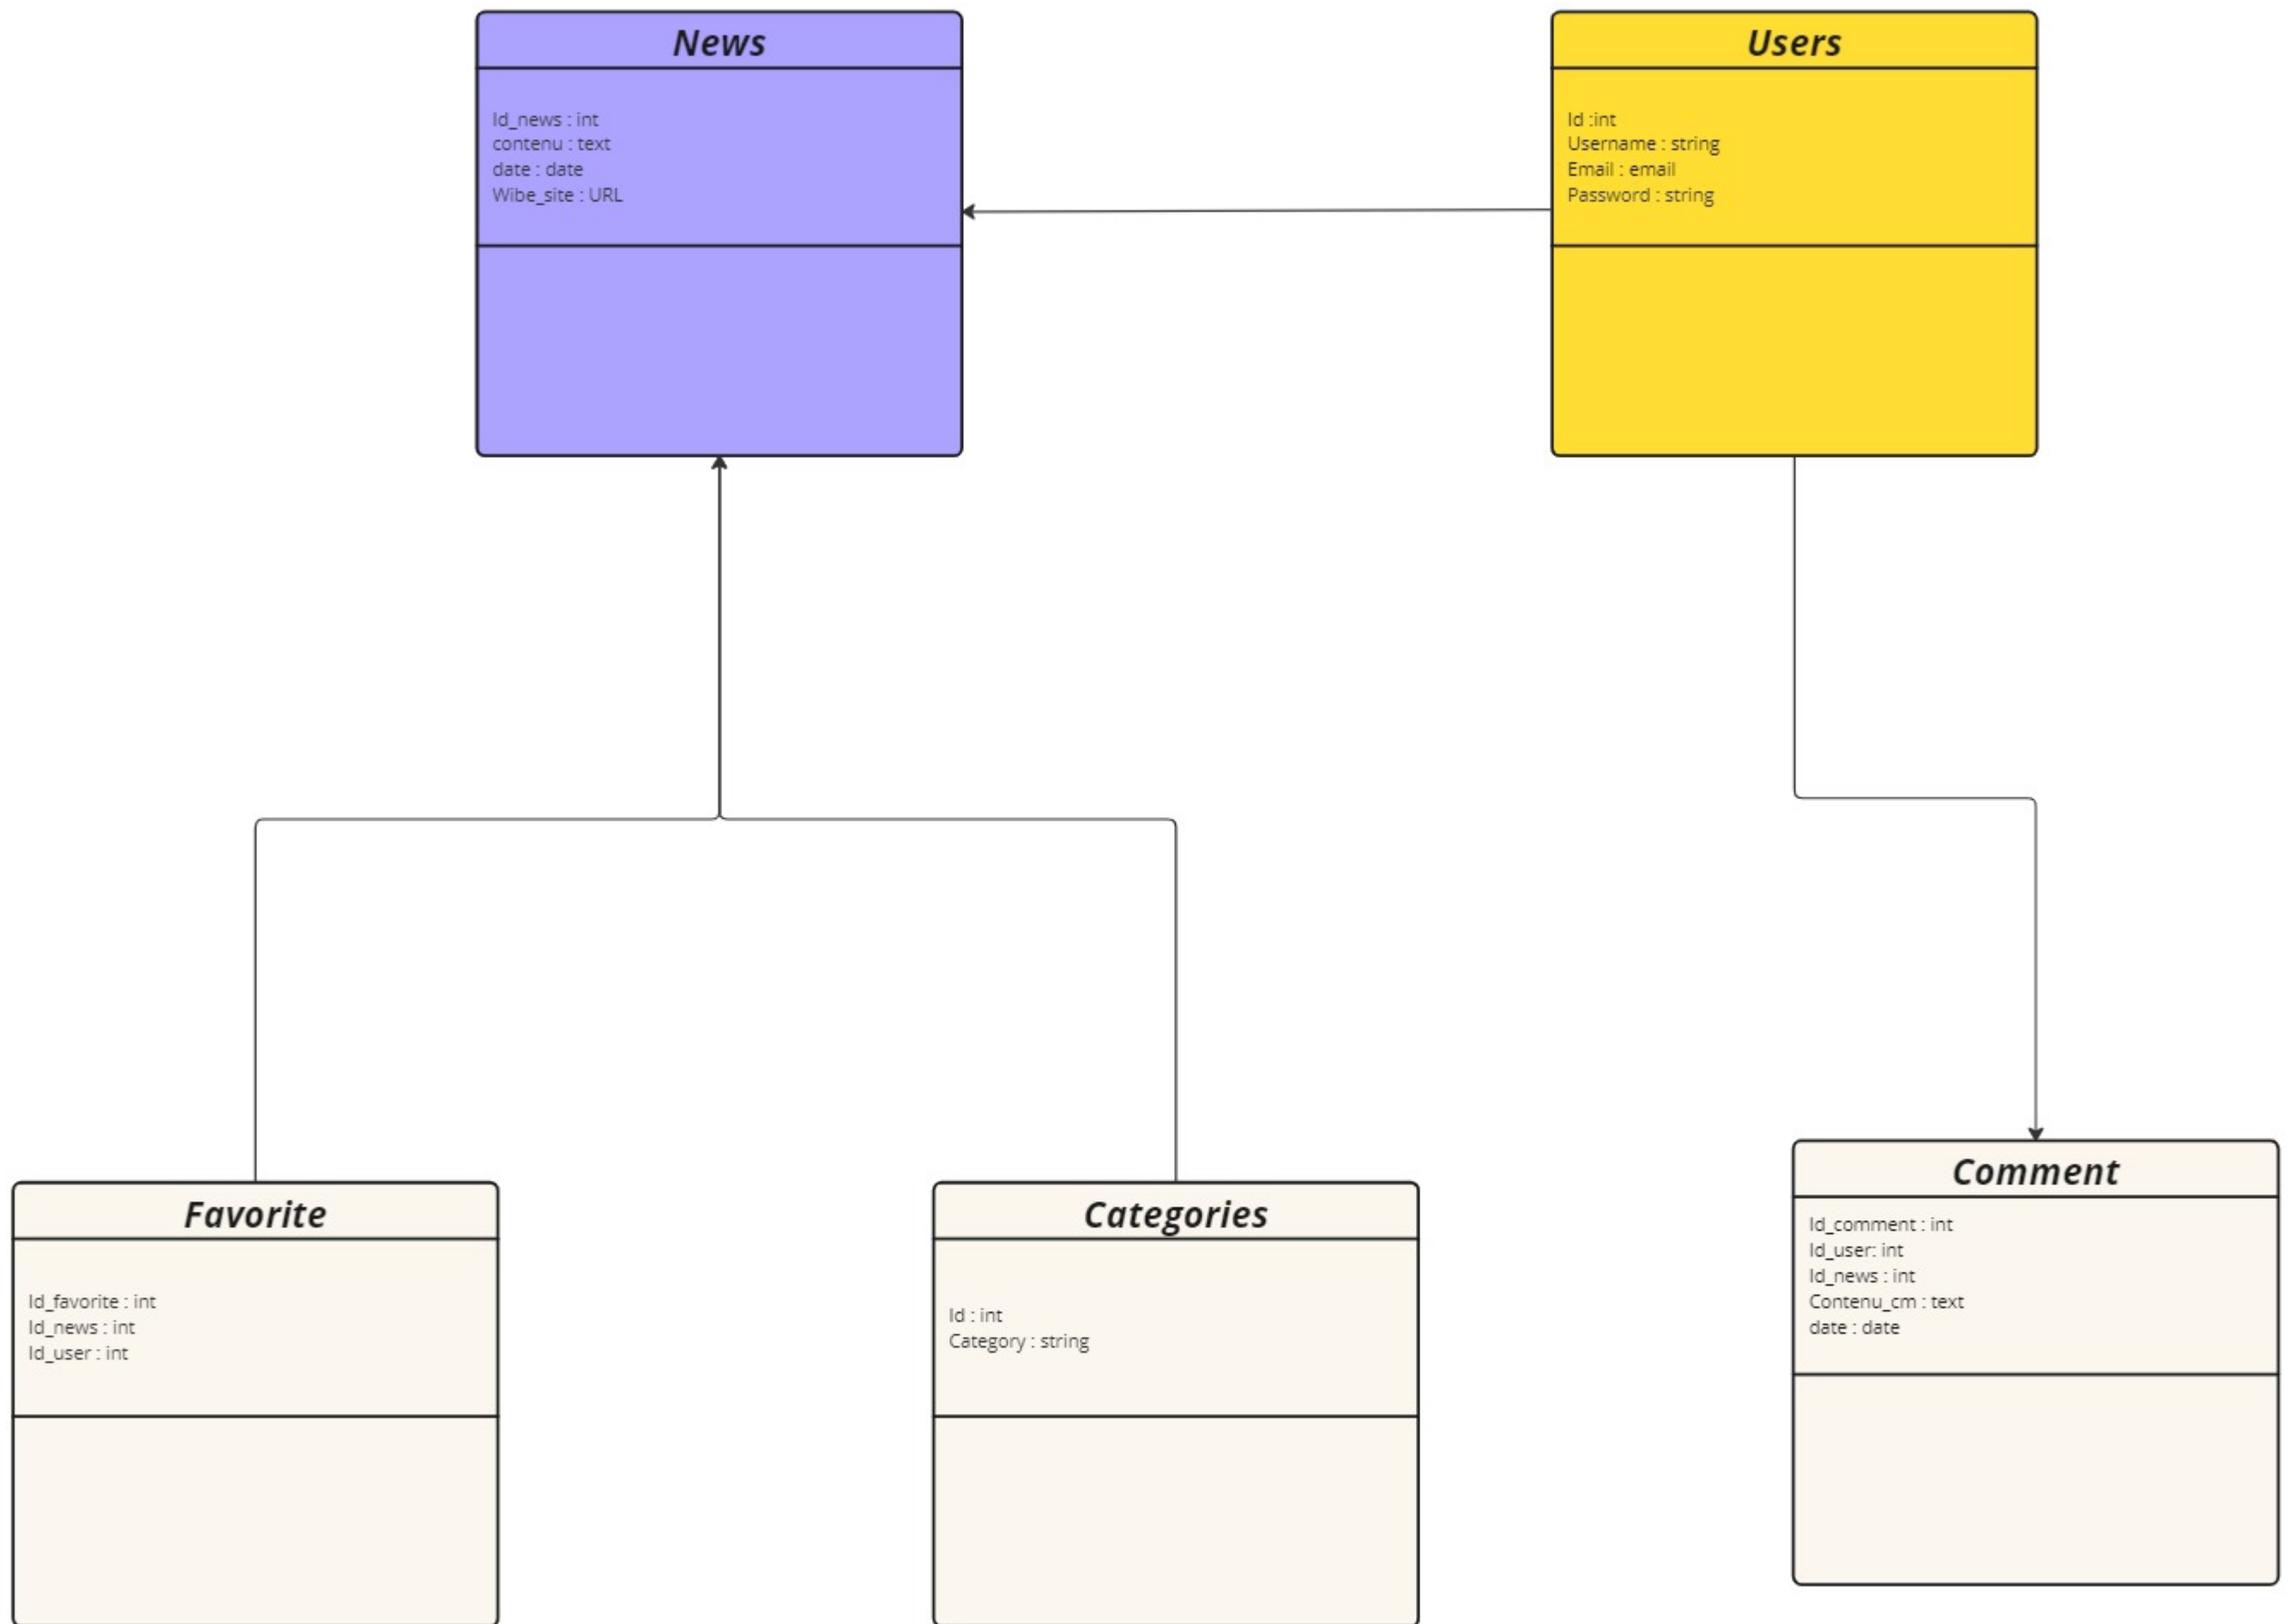 News
Id_news : int
contenu : text
date : date
Wibe_site : URL
Users
Id :int
Username : string
Email : email
Password : string
Favorite
Id_favorite : int
Id_news : int
Id_user : int
Categories
Id : int
Category : string
Comment
Id_comment : int
Id_user: int
Id_news : int
Contenu_cm : text
date : date